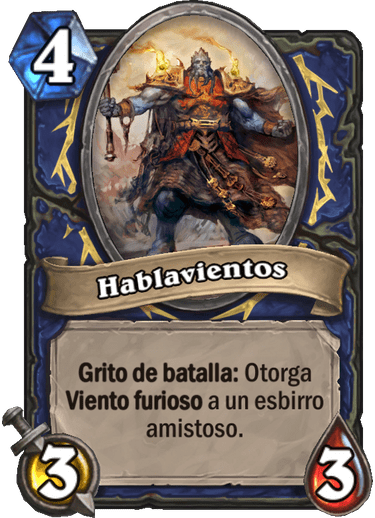 4
Hablavientos
Grito de batalla: Otorga
Viento furioso a un esbirro
amistoso.
3 3